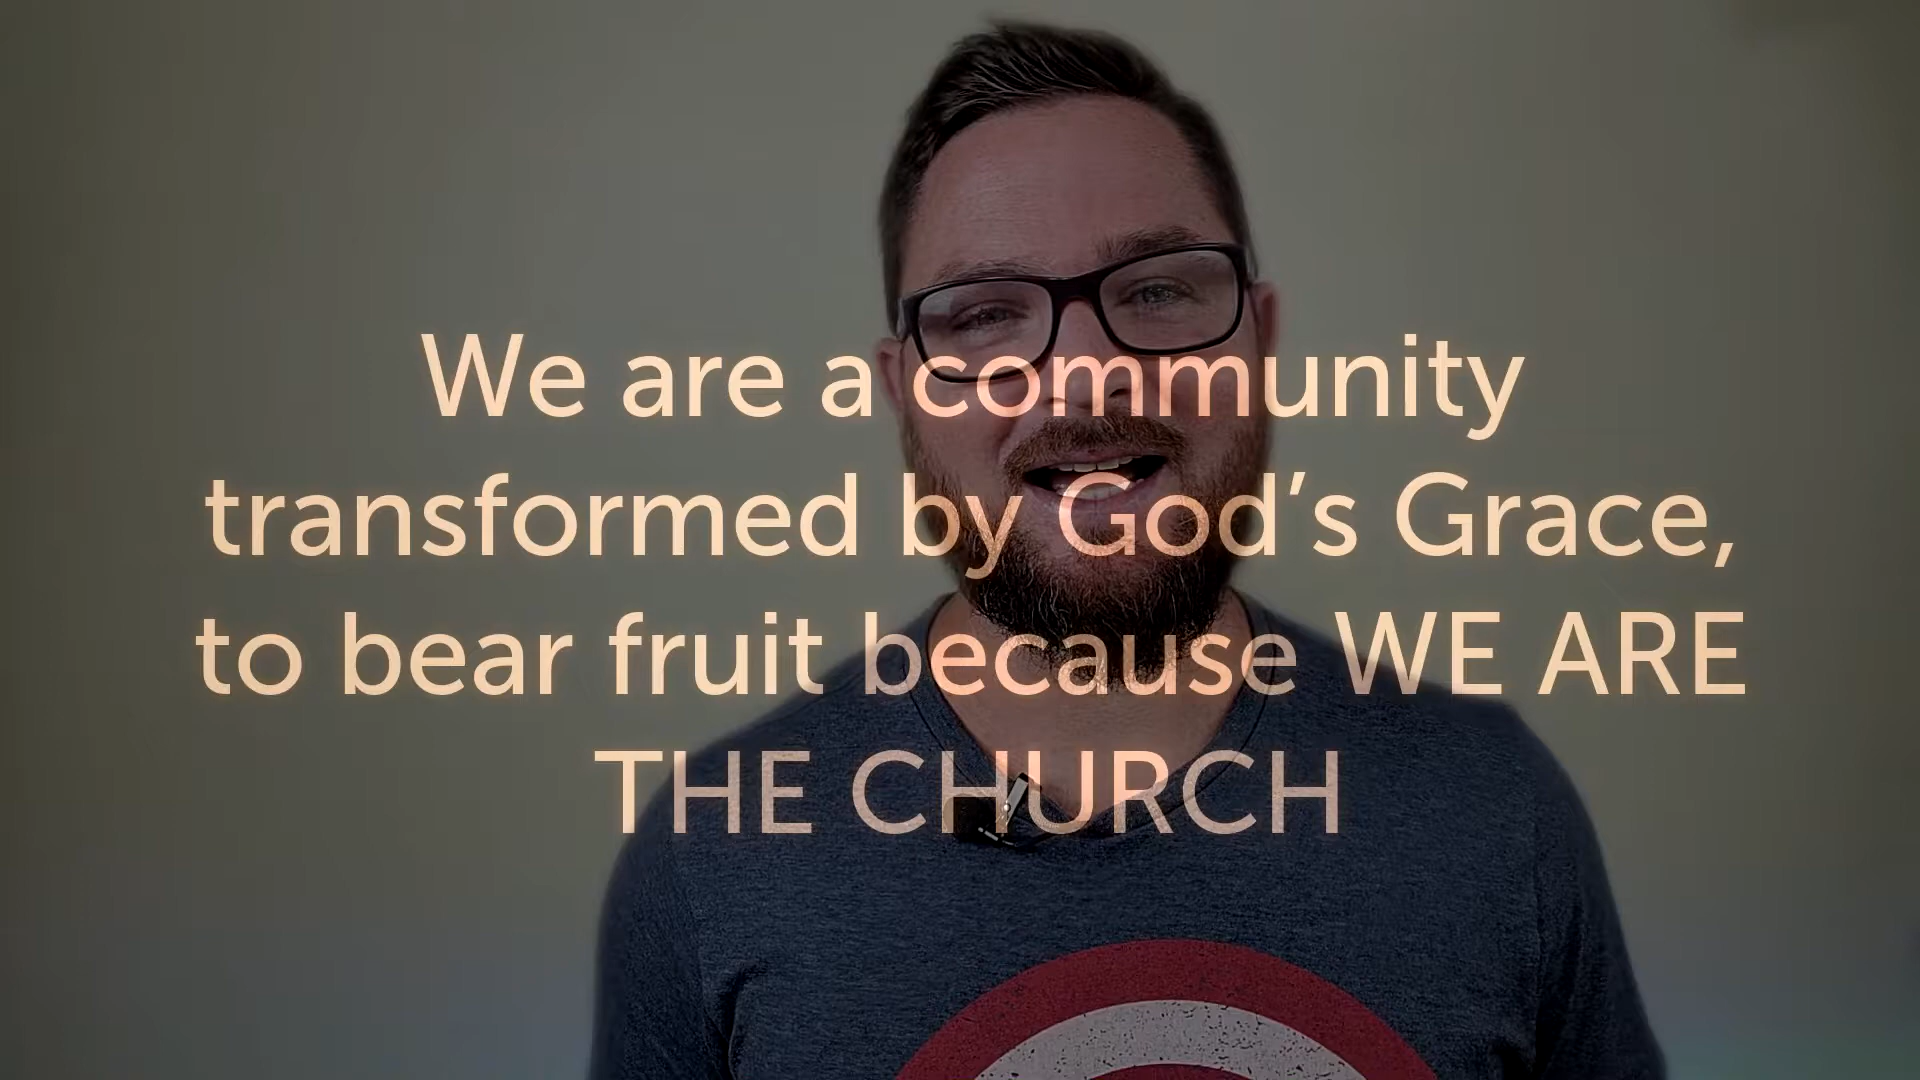 We are a community
transformed by God's Grace,
to bear fruit because WE ARE
THE CHURCH